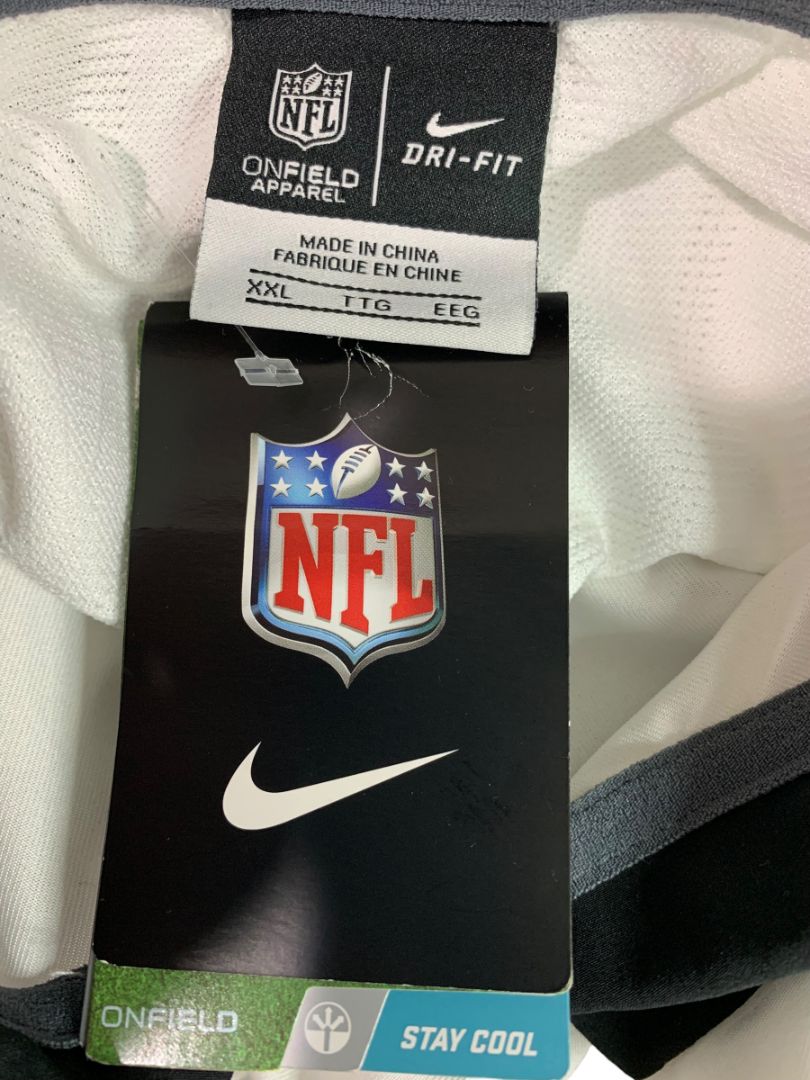 NFL
ONFIELD
APPAREL
DRI-FIT
MADE IN CHINA
FABRIQUE EN CHINE
XXL TTG EEG
NFL
ONFIELD
STAY COOL